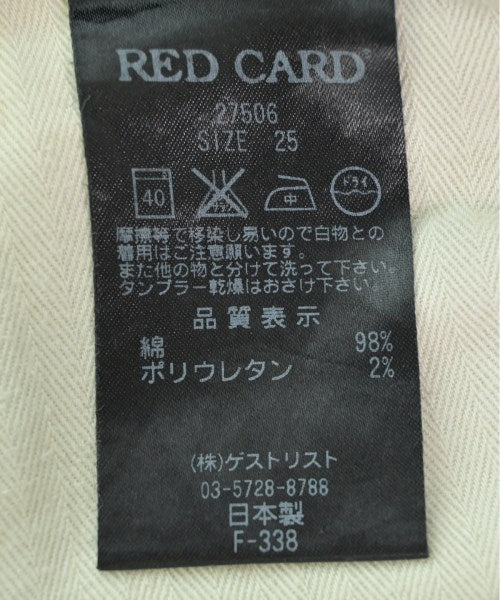 RED CARD
27506
SIZE 25
40 中 ドライ
摩擦等で移染し易いので白物との
着用はご注意願います。
また他の物と分けて洗って下さい。
タンブラー乾燥はおさけ下さい。
品質表示
綿 98%
ポリウレタン 2%
(株)ゲストリスト
03-5728-8788
日本製
F-338